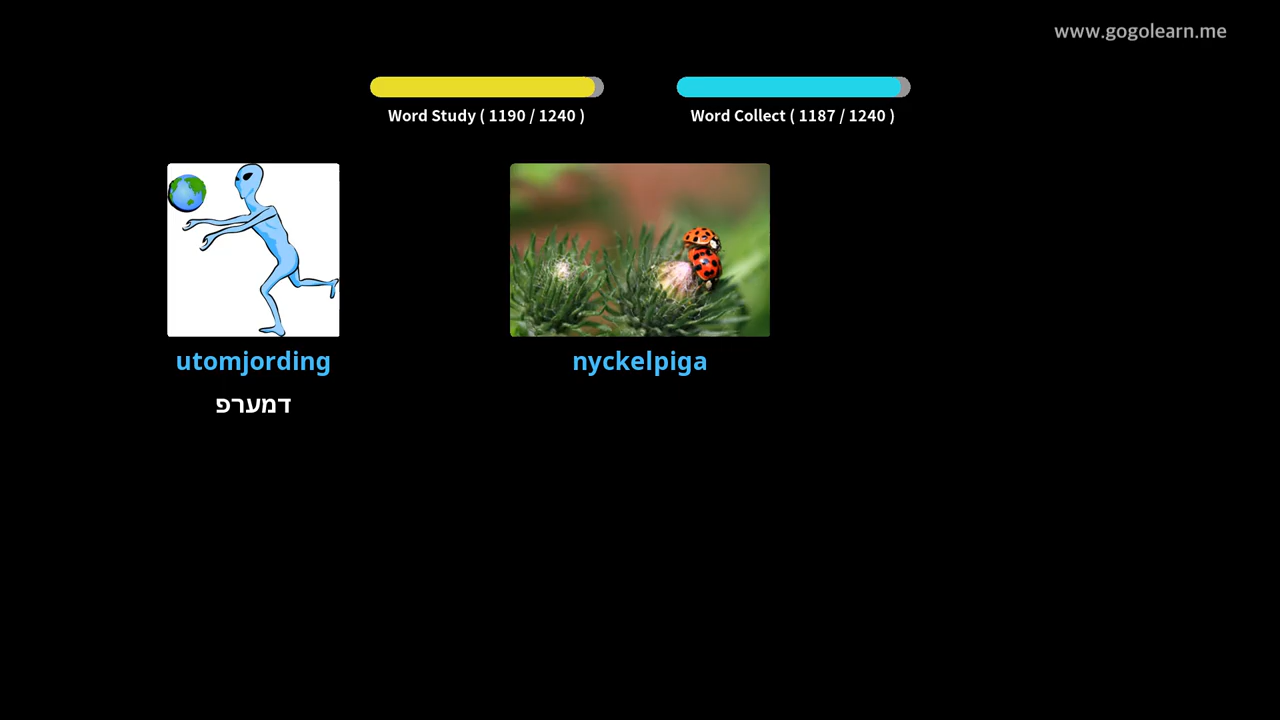 www.gogolearn.me
Word Study ( 1190 / 1240 )
Word Collect ( 1187 / 1240 )
utomjording
דמערפ
nyckelpiga